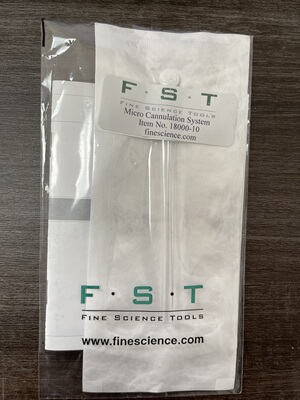 F·S·T
FINE SCIENCE TOOLS
Micro Cannulation System
Item No. 18000-10
finescience.com
F·S·T
FINE SCIENCE TOOLS
www.finescience.com